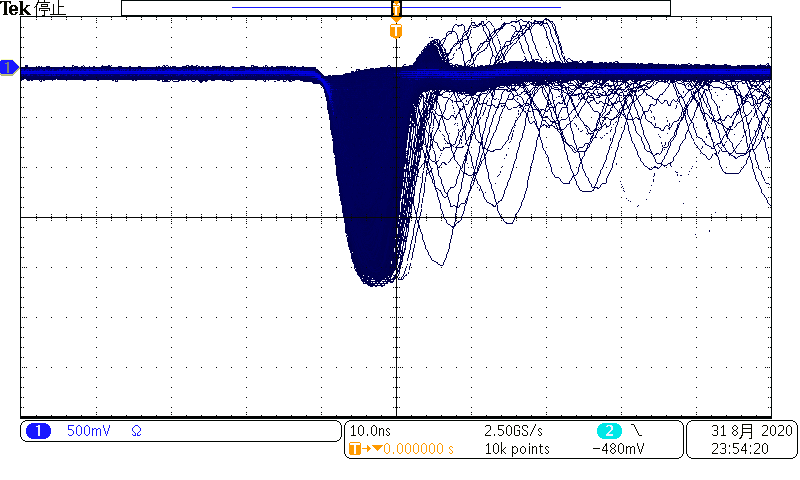 Tek 停止
T
T
1
1 500mV Ω
10.0ns 2.50GS/s 2 -480mV
T→▼0.000000 s 10k points
31 8月 2020
23:54:20